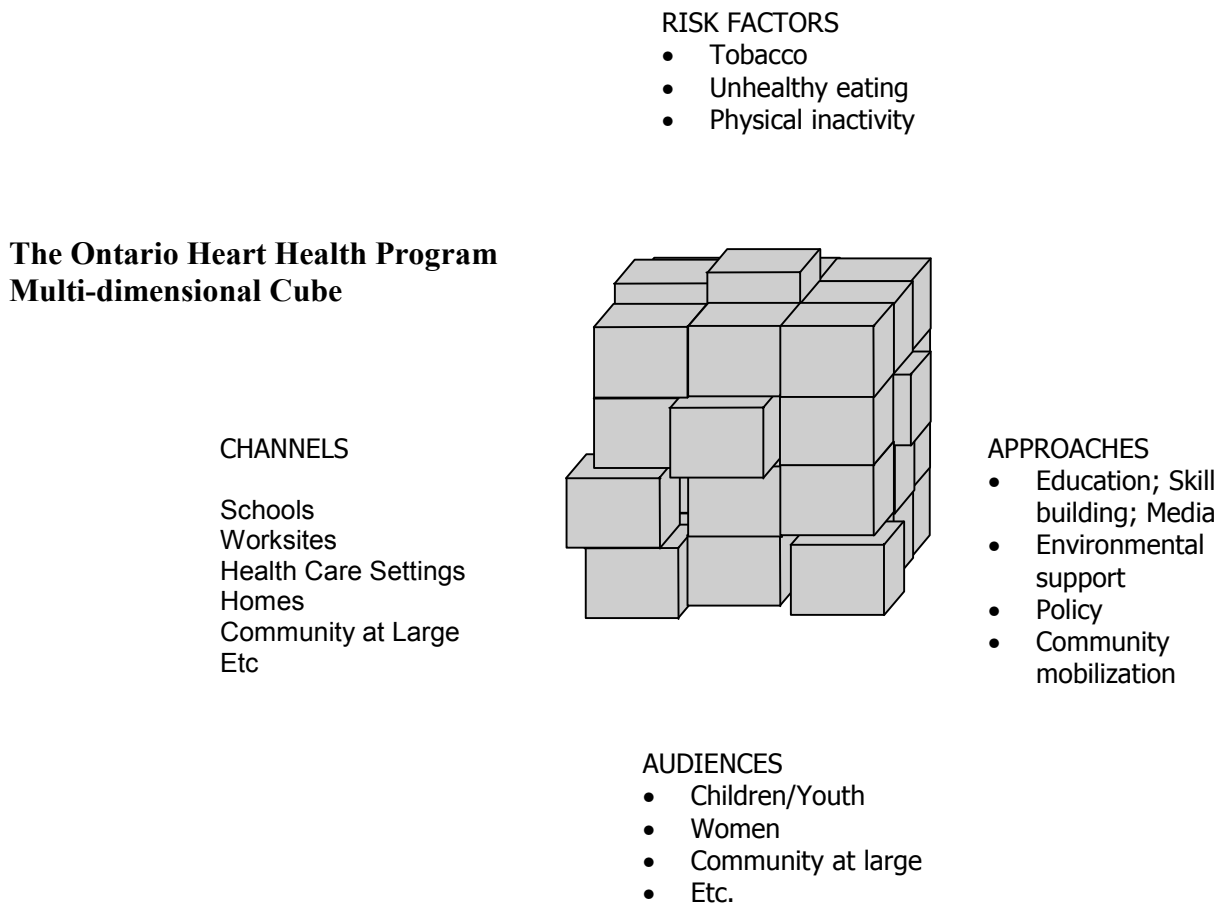 RISK FACTORS
• Tobacco
• Unhealthy eating
• Physical inactivity
The Ontario Heart Health Program
Multi-dimensional Cube
CHANNELS
Schools
Worksites
Health Care Settings
Homes
Community at Large
Etc
APPROACHES
• Education; Skill
building; Media
• Environmental
support
• Policy
• Community
mobilization
AUDIENCES
• Children/Youth
• Women
• Community at large
• Etc.